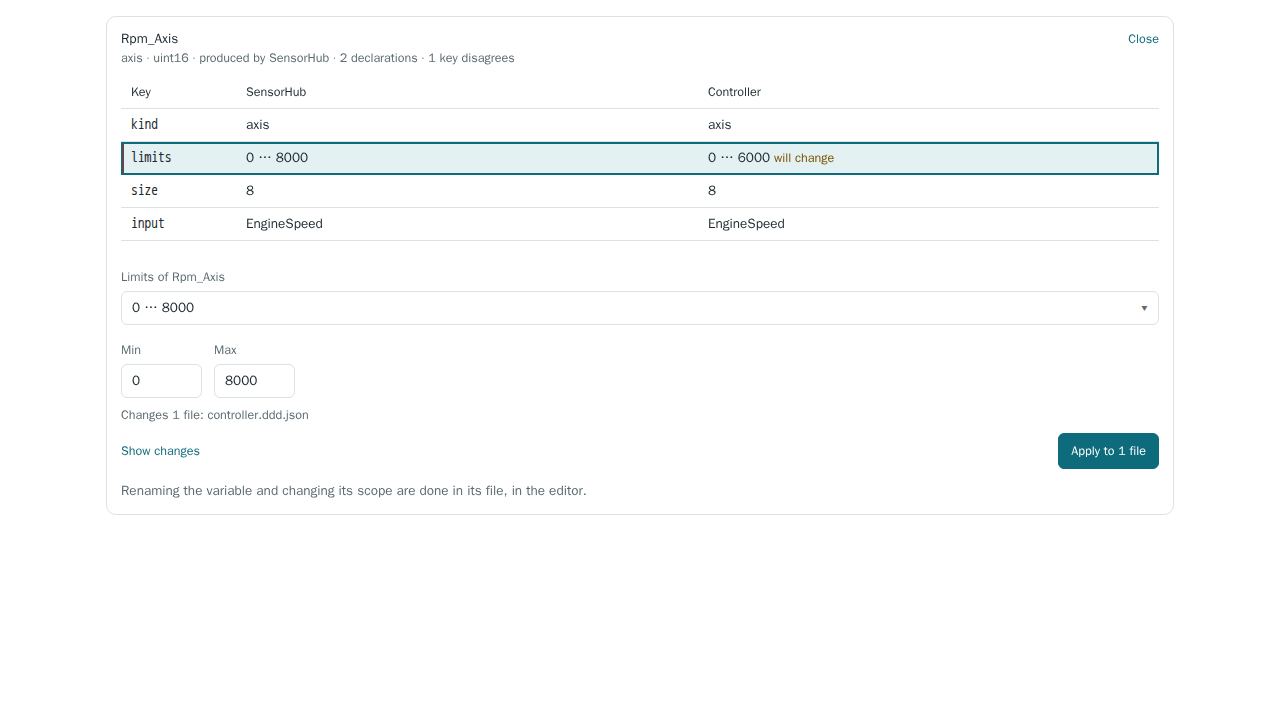 Rpm_Axis
Close
axis · uint16 · produced by SensorHub · 2 declarations · 1 key disagrees
Key SensorHub Controller
kind axis axis
limits 0 ··· 8000 0 ··· 6000 will change
size 8 8
input EngineSpeed EngineSpeed
Limits of Rpm_Axis
0 ··· 8000
Min Max
0 8000
Changes 1 file: controller.ddd.json
Show changes Apply to 1 file
Renaming the variable and changing its scope are done in its file, in the editor.